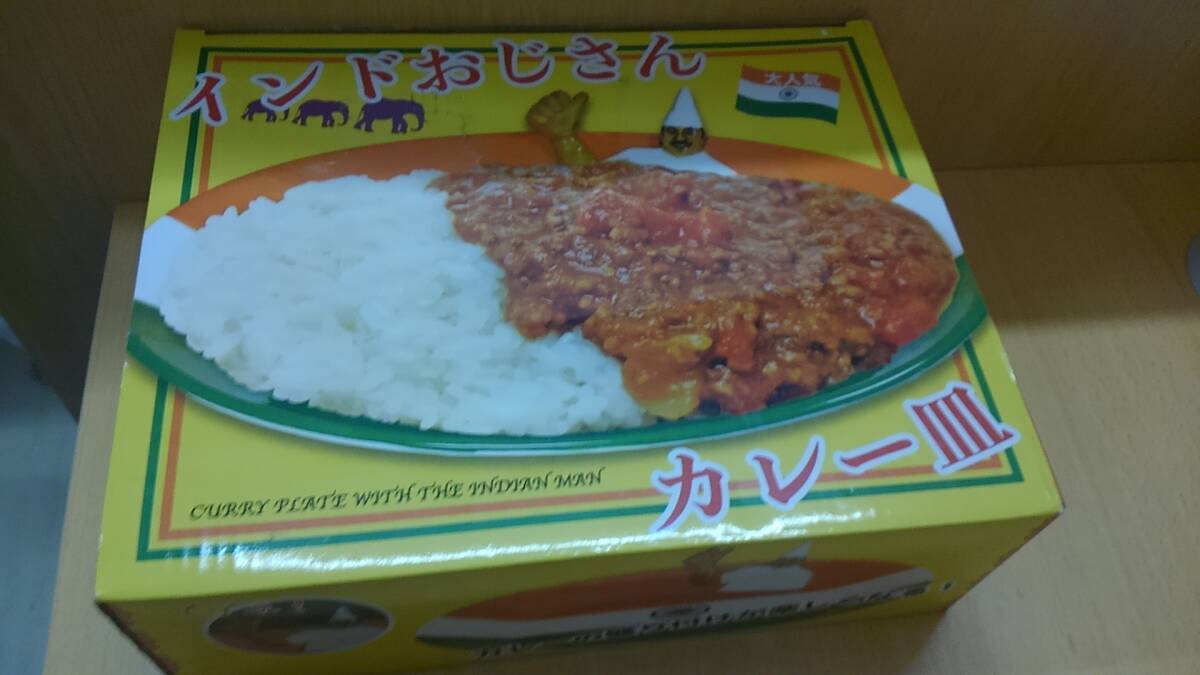 インドおじさん
大人気
カレー皿
CURRY PLATE WITH THE INDIAN MAN